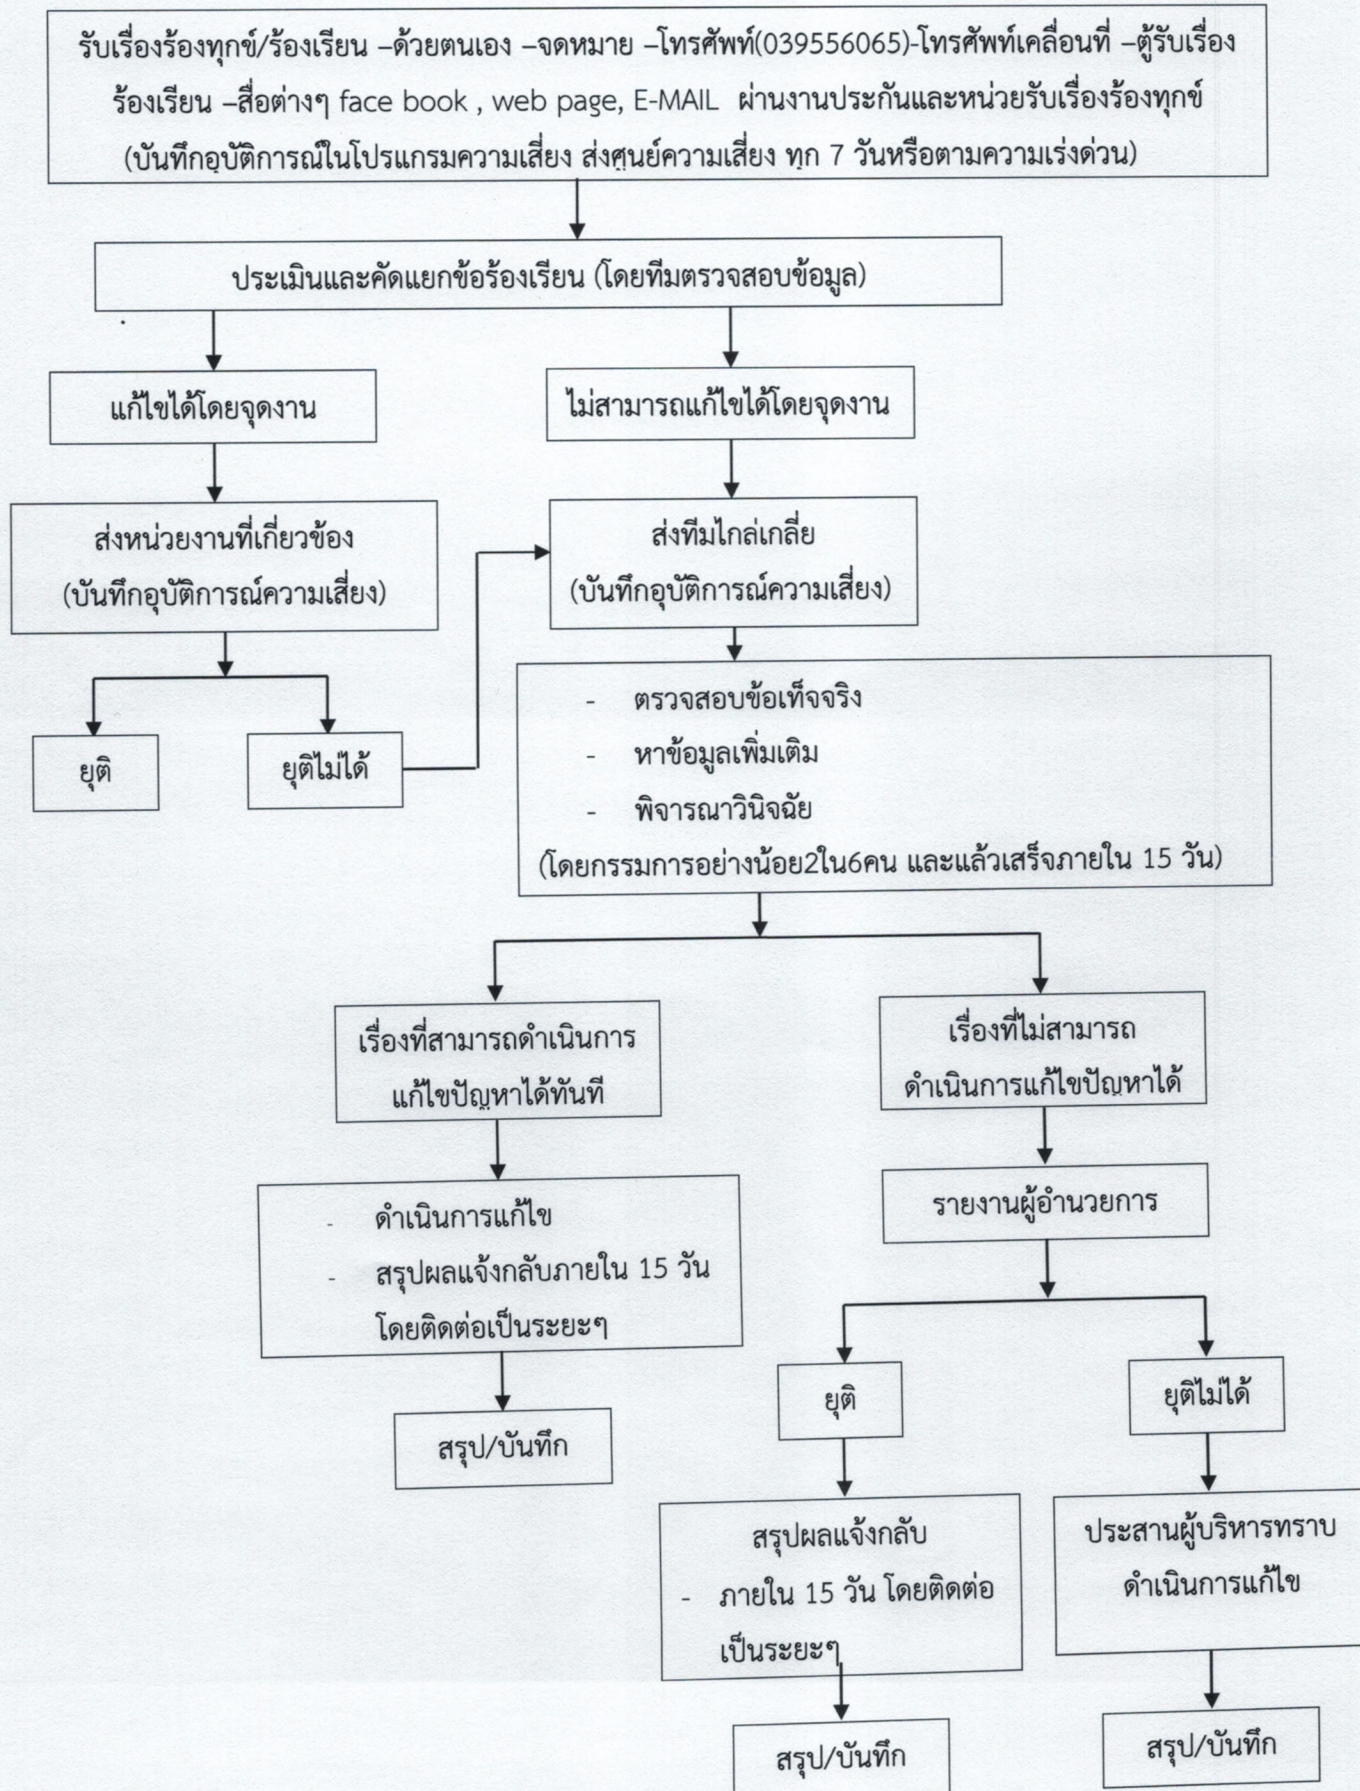 รับเรื่องร้องทุกข์/ร้องเรียน –ด้วยตนเอง –จดหมาย –โทรศัพท์(039556065)-โทรศัพท์เคลื่อนที่ –ตู้รับเรื่อง
ร้องเรียน –สื่อต่างๆ face book , web page, E-MAIL ผ่านงานประกันและหน่วยรับเรื่องร้องทุกข์
(บันทึกอุบัติการณ์ในโปรแกรมความเสี่ยง ส่งศูนย์ความเสี่ยง ทุก 7 วันหรือตามความเร่งด่วน)
ประเมินและคัดแยกข้อร้องเรียน (โดยทีมตรวจสอบข้อมูล)
แก้ไขได้โดยจุดงาน
ไม่สามารถแก้ไขได้โดยจุดงาน
ส่งหน่วยงานที่เกี่ยวข้อง
(บันทึกอุบัติการณ์ความเสี่ยง)
ส่งทีมไกล่เกลี่ย
(บันทึกอุบัติการณ์ความเสี่ยง)
ยุติ
ยุติไม่ได้
- ตรวจสอบข้อเท็จจริง
- หาข้อมูลเพิ่มเติม
- พิจารณาวินิจฉัย
(โดยกรรมการอย่างน้อย2ใน6คน และแล้วเสร็จภายใน 15 วัน)
เรื่องที่สามารถดำเนินการ
แก้ไขปัญหาได้ทันที
เรื่องที่ไม่สามารถ
ดำเนินการแก้ไขปัญหาได้
- ดำเนินการแก้ไข
- สรุปผลแจ้งกลับภายใน 15 วัน
โดยติดต่อเป็นระยะๆ
รายงานผู้อำนวยการ
สรุป/บันทึก
ยุติ
ยุติไม่ได้
สรุปผลแจ้งกลับ
- ภายใน 15 วัน โดยติดต่อ
เป็นระยะๆ
ประสานผู้บริหารทราบ
ดำเนินการแก้ไข
สรุป/บันทึก
สรุป/บันทึก